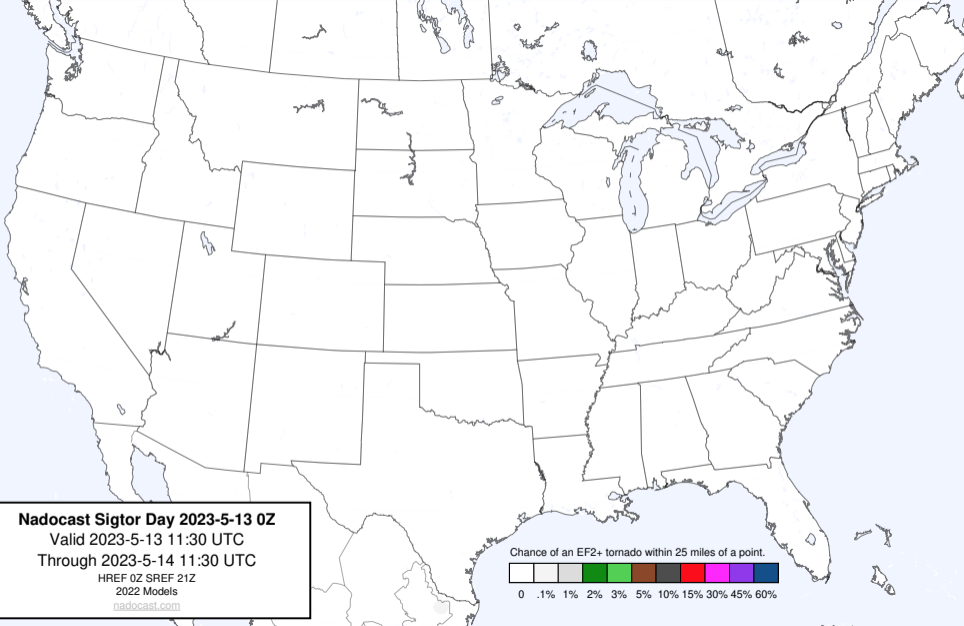 Nadocast Sigtor Day 2023-5-13 0Z
Valid 2023-5-13 11:30 UTC
Through 2023-5-14 11:30 UTC
HREF 0Z SREF 21Z
2022 Models
nadocast.com
Chance of an EF2+ tornado within 25 miles of a point.
0 .1% 1% 2% 3% 5% 10% 15% 30% 45% 60%